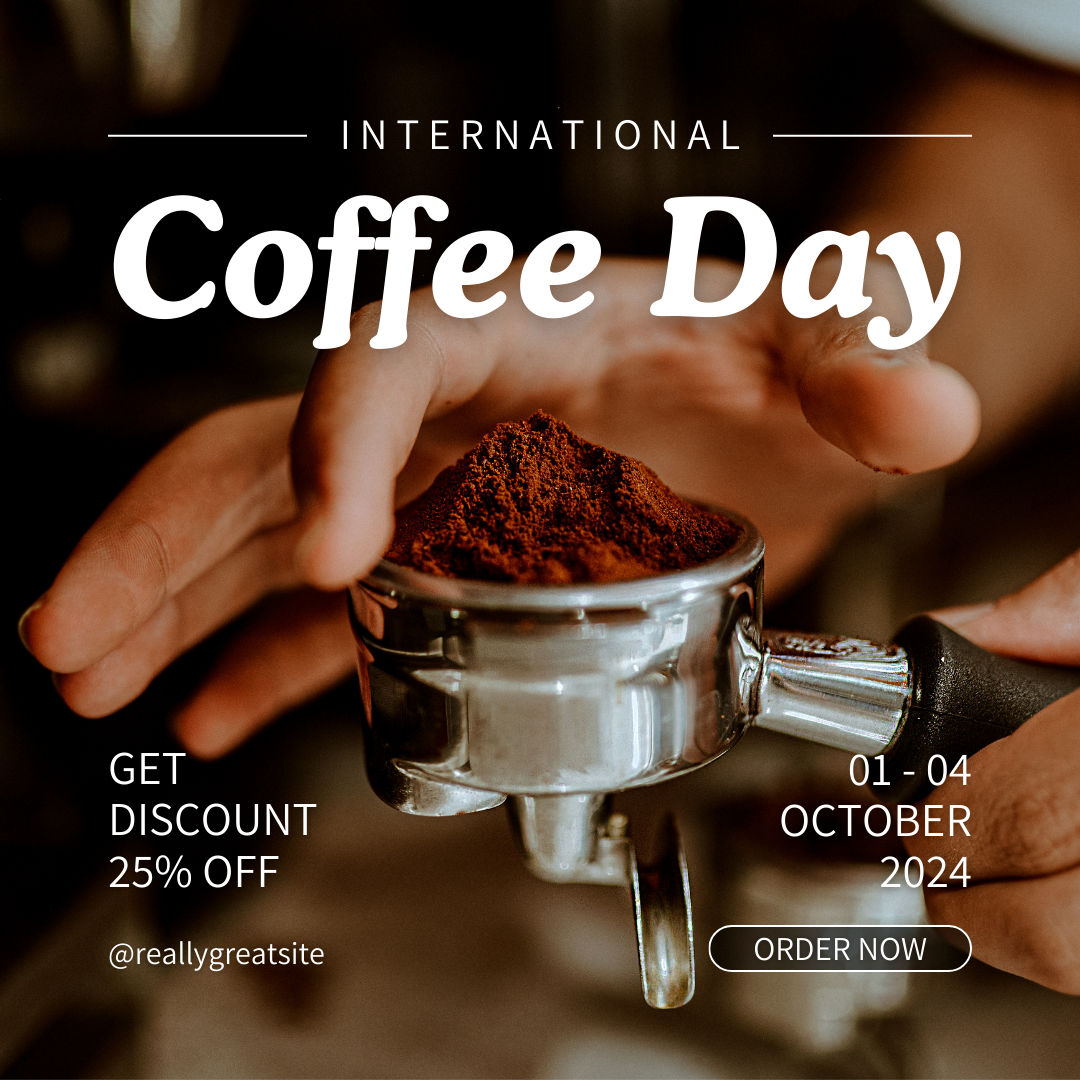 INTERNATIONAL
Coffee Day
GET
DISCOUNT
25% OFF
@reallygreatsite
01 - 04
OCTOBER
2024
ORDER NOW